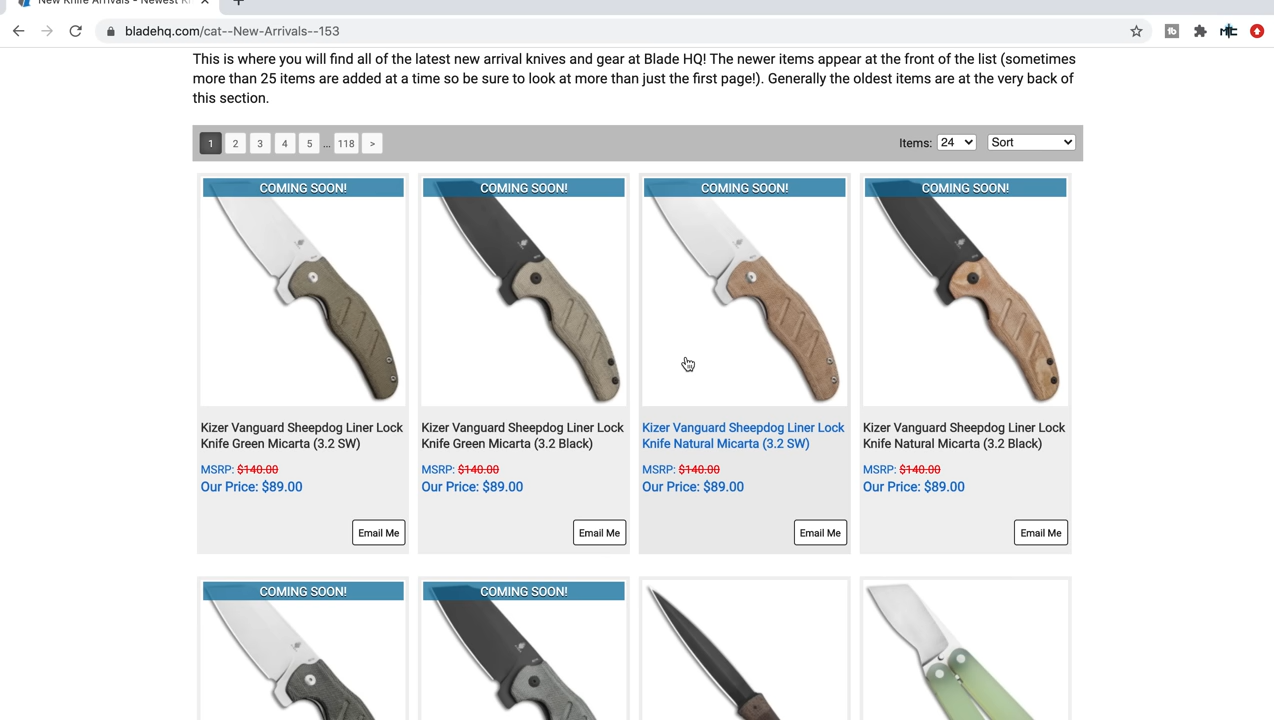 New Knife Arrivals - Newest Kn
bladehq.com/cat--New-Arrivals--153
This is where you will find all of the latest new arrival knives and gear at Blade HQ! The newer items appear at the front of the list (sometimes
more than 25 items are added at a time so be sure to look at more than just the first page!). Generally the oldest items are at the very back of
this section.
1 2 3 4 5 ... 118 > Items: 24 Sort
COMING SOON! COMING SOON! COMING SOON! COMING SOON!
Kizer Vanguard Sheepdog Liner Lock
Knife Green Micarta (3.2 SW)
MSRP: $140.00
Our Price: $89.00
Email Me
Kizer Vanguard Sheepdog Liner Lock
Knife Green Micarta (3.2 Black)
MSRP: $140.00
Our Price: $89.00
Email Me
Kizer Vanguard Sheepdog Liner Lock
Knife Natural Micarta (3.2 SW)
MSRP: $140.00
Our Price: $89.00
Email Me
Kizer Vanguard Sheepdog Liner Lock
Knife Natural Micarta (3.2 Black)
MSRP: $140.00
Our Price: $89.00
Email Me
COMING SOON! COMING SOON!